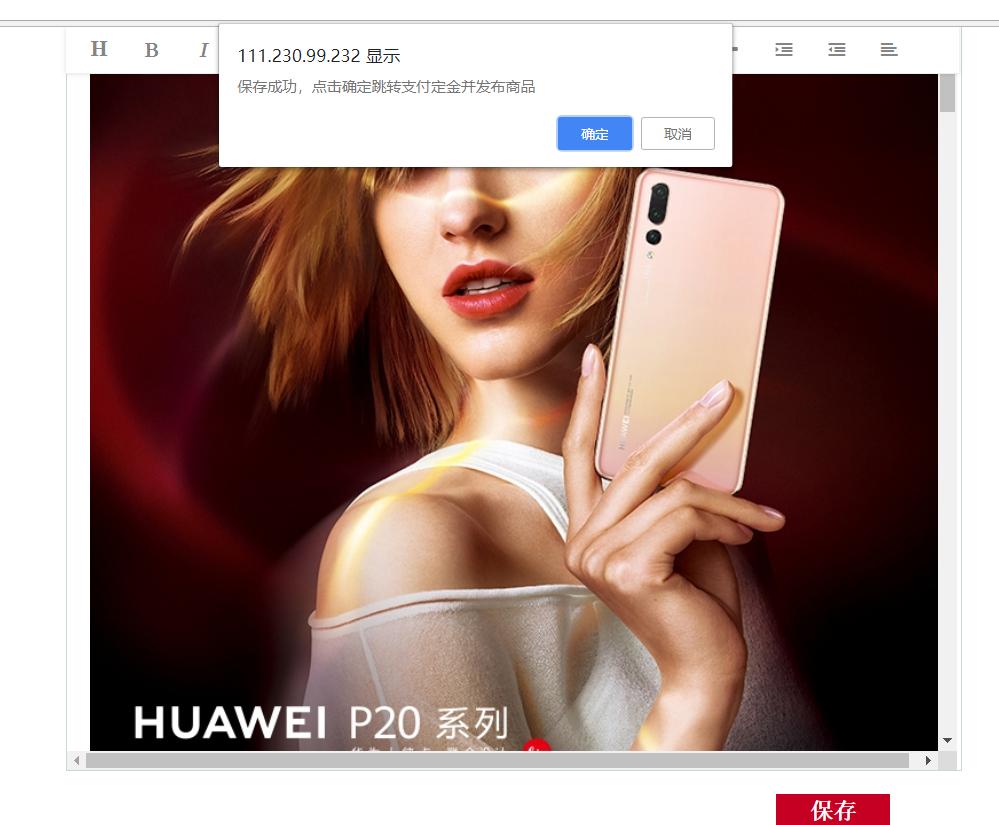 H B I
111.230.99.232 显示
保存成功，点击确定跳转支付定金并发布商品
确定 取消
HUAWEI
HUAWEI P20 系列
保存